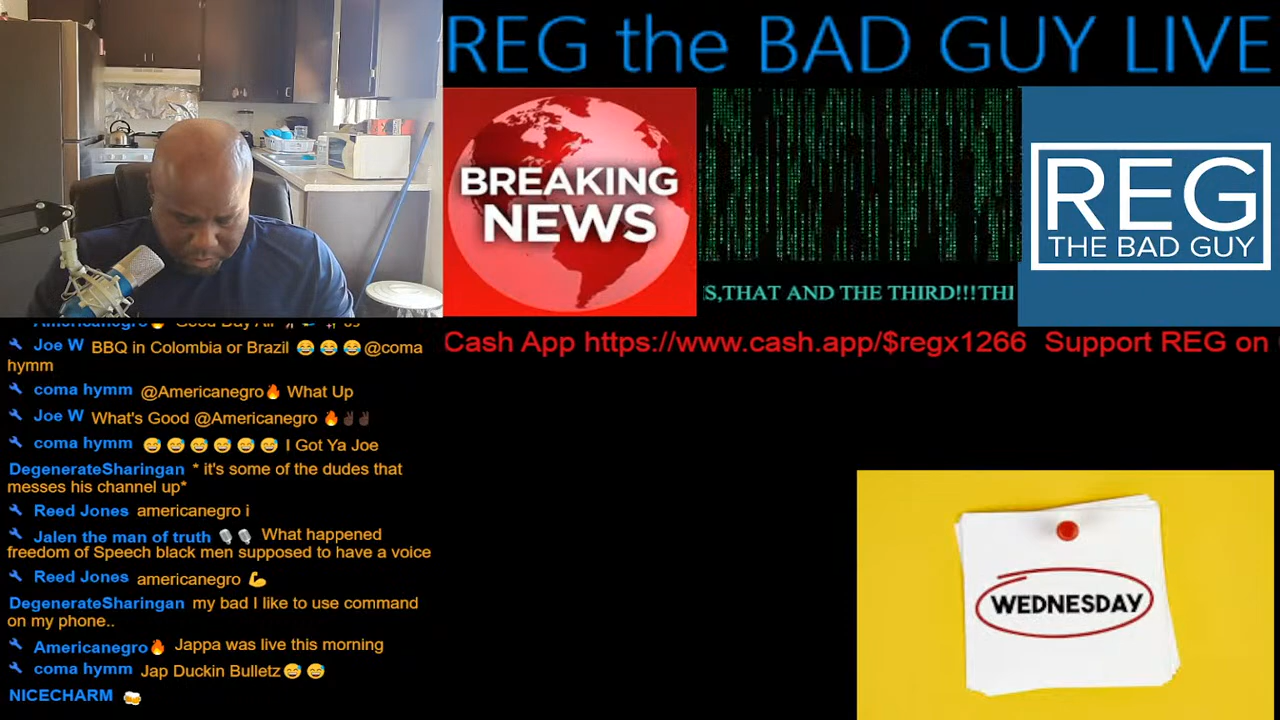 REG the BAD GUY LIVE
BREAKING
NEWS
S,THAT AND THE THIRD!!!THI
REG
THE BAD GUY
Cash App https://www.cash.app/$regx1266 Support REG on
Americanegro🔥 Good Day All
Joe W BBQ in Colombia or Brazil 😂😂😂@coma
hymm
coma hymm @Americanegro🔥 What Up
Joe W What's Good @Americanegro 🔥✌🏿✌🏿
coma hymm 😅😅😅😅😅😅 I Got Ya Joe
DegenerateSharingan * it's some of the dudes that
messes his channel up*
Reed Jones americanegro i
Jalen the man of truth 🎙️🎙️ What happened
freedom of Speech black men supposed to have a voice
Reed Jones americanegro 💪
DegenerateSharingan my bad I like to use command
on my phone..
Americanegro🔥 Jappa was live this morning
coma hymm Jap Duckin Bulletz😅😅
NICECHARM 🍻
WEDNESDAY